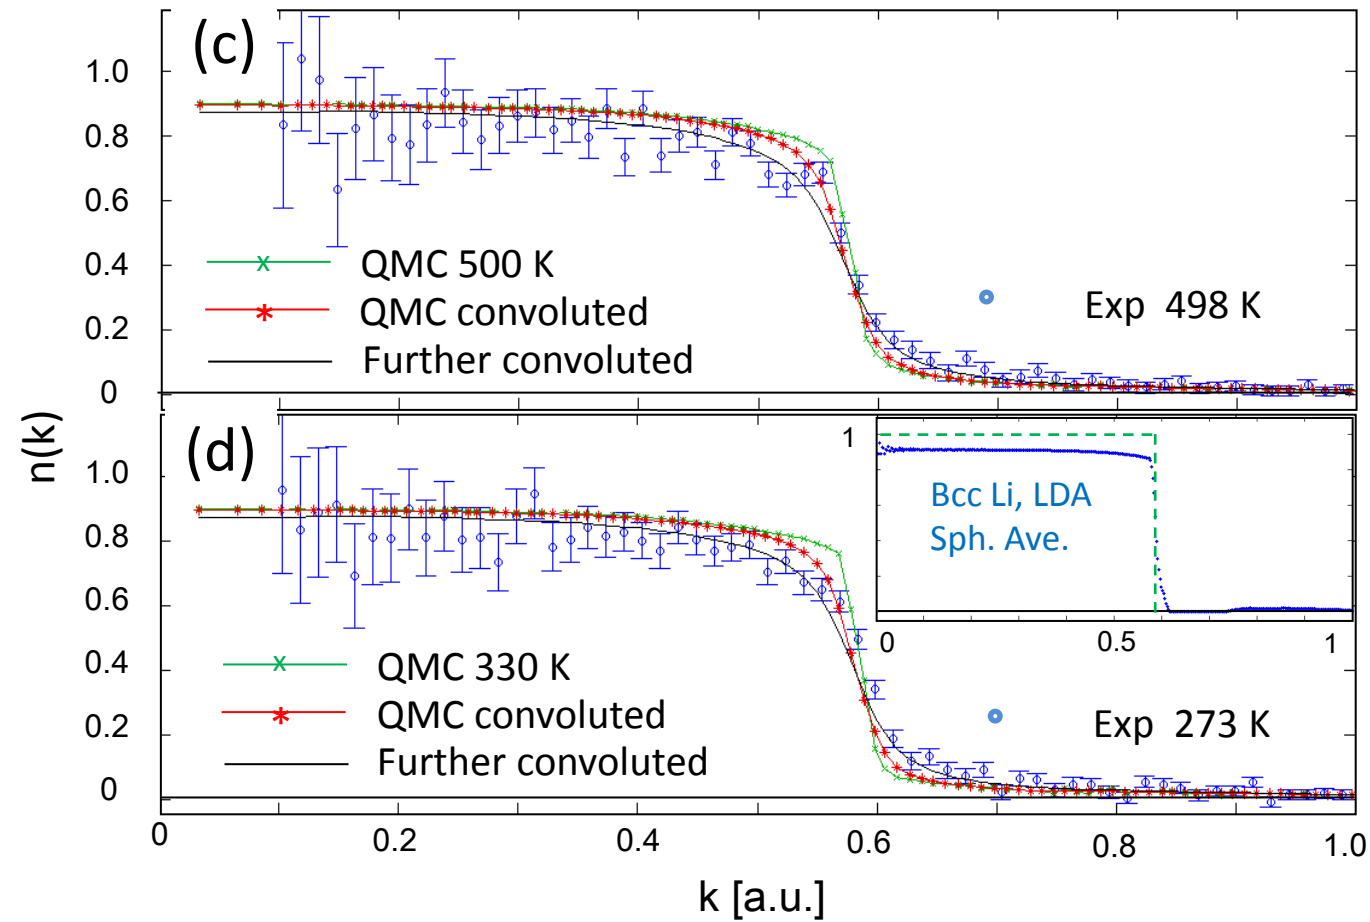 (c)
1.0
0.8
0.6
0.4
0.2
0
QMC 500 K
QMC convoluted
Further convoluted
Exp 498 K
n(k)
(d)
1.0
0.8
0.6
0.4
0.2
0
QMC 330 K
QMC convoluted
Further convoluted
Exp 273 K
1
Bcc Li, LDA
Sph. Ave.
0 0.5 1
0 0.2 0.4 0.6 0.8 1.0
k [a.u.]